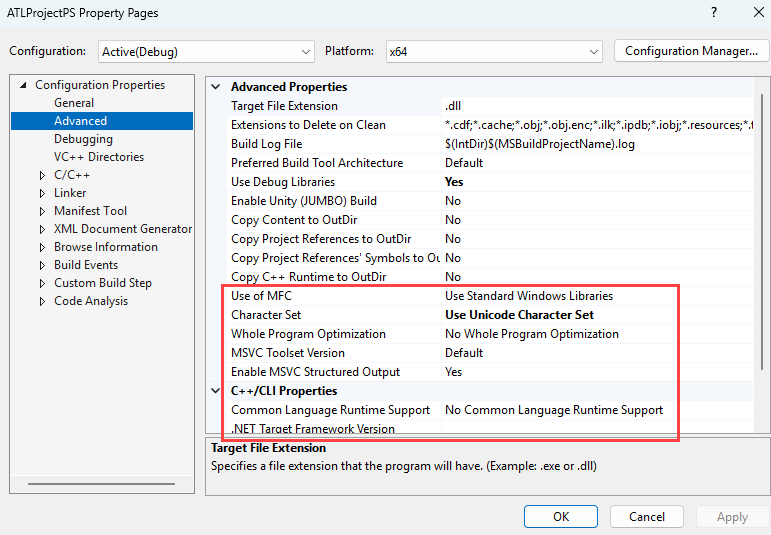 ATLProjectPS Property Pages
?
Configuration: Active(Debug) Platform: x64 Configuration Manager...
Configuration Properties
General
Advanced
Debugging
VC++ Directories
C/C++
Linker
Manifest Tool
XML Document Generator
Browse Information
Build Events
Custom Build Step
Code Analysis
Advanced Properties
Target File Extension .dll
Extensions to Delete on Clean *.cdf;*.cache;*.obj;*.obj.enc;*.ilk;*.ipdb;*.iobj;*.resources;*.t
Build Log File $(IntDir)$(MSBuildProjectName).log
Preferred Build Tool Architecture Default
Use Debug Libraries Yes
Enable Unity (JUMBO) Build No
Copy Content to OutDir No
Copy Project References to OutDir No
Copy Project References' Symbols to Ou No
Copy C++ Runtime to OutDir No
Use of MFC Use Standard Windows Libraries
Character Set Use Unicode Character Set
Whole Program Optimization No Whole Program Optimization
MSVC Toolset Version Default
Enable MSVC Structured Output Yes
C++/CLI Properties
Common Language Runtime Support No Common Language Runtime Support
.NET Target Framework Version
Target File Extension
Specifies a file extension that the program will have. (Example: .exe or .dll)
OK Cancel Apply